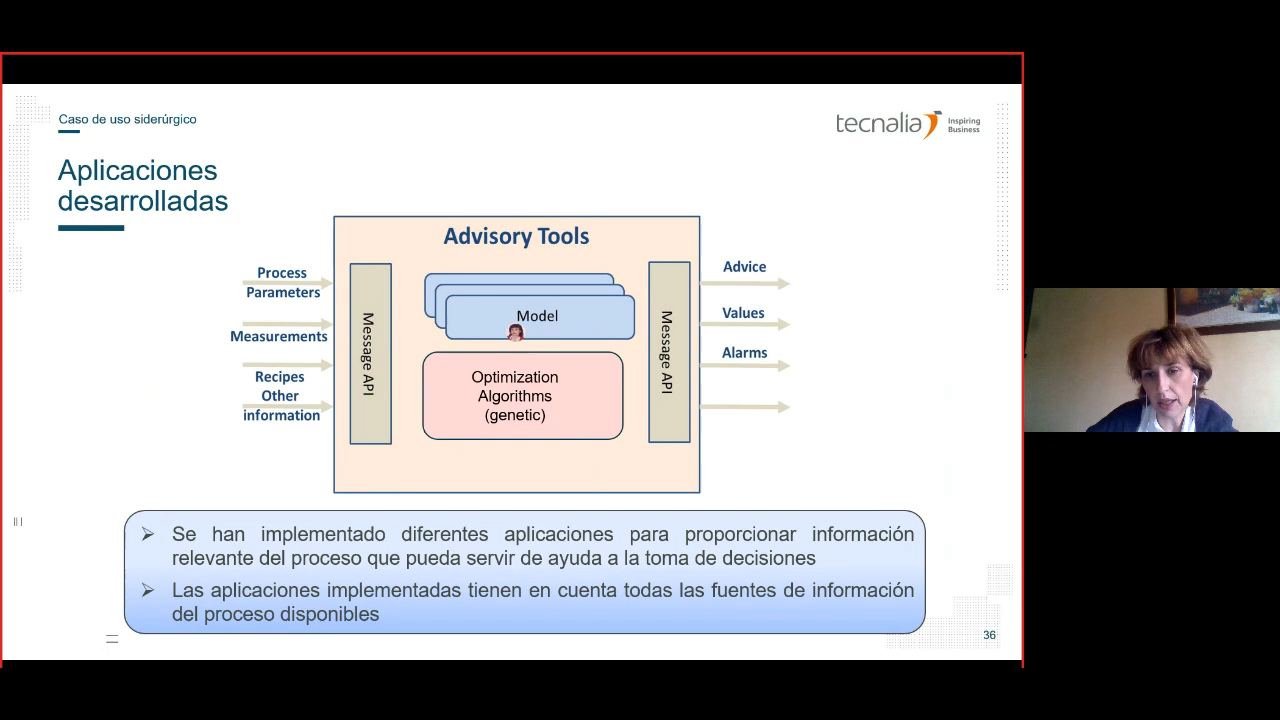 Caso de uso siderúrgico
tecnalia Inspiring
Business
Aplicaciones
desarrolladas
Advisory Tools
Process
Parameters
Measurements
Recipes
Other
information
Message API
Model
Optimization
Algorithms
(genetic)
Message API
Advice
Values
Alarms
➢ Se han implementado diferentes aplicaciones para proporcionar información
relevante del proceso que pueda servir de ayuda a la toma de decisiones
➢ Las aplicaciones implementadas tienen en cuenta todas las fuentes de información
del proceso disponibles
36